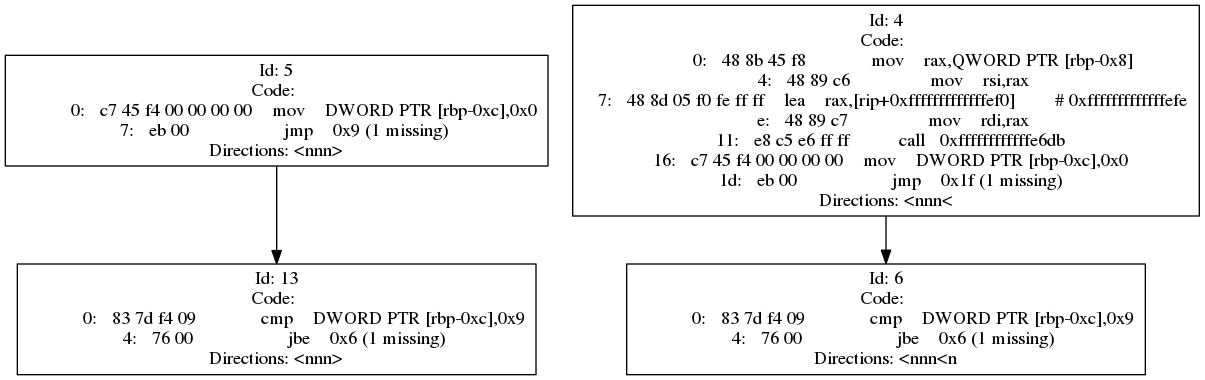 Id: 5
Code:
0: c7 45 f4 00 00 00 00 mov DWORD PTR [rbp-0xc],0x0
7: eb 00 jmp 0x9 (1 missing)
Directions: <nnn>
Id: 4
Code:
0: 48 8b 45 f8 mov rax,QWORD PTR [rbp-0x8]
4: 48 89 c6 mov rsi,rax
7: 48 8d 05 f0 fe ff ff lea rax,[rip+0xfffffffffffffef0] # 0xfffffffffffffefe
e: 48 89 c7 mov rdi,rax
11: e8 c5 e6 ff ff call 0xffffffffffffe6db
16: c7 45 f4 00 00 00 00 mov DWORD PTR [rbp-0xc],0x0
1d: eb 00 jmp 0x1f (1 missing)
Directions: <nnn<
Id: 13
Code:
0: 83 7d f4 09 cmp DWORD PTR [rbp-0xc],0x9
4: 76 00 jbe 0x6 (1 missing)
Directions: <nnn>
Id: 6
Code:
0: 83 7d f4 09 cmp DWORD PTR [rbp-0xc],0x9
4: 76 00 jbe 0x6 (1 missing)
Directions: <nnn<n